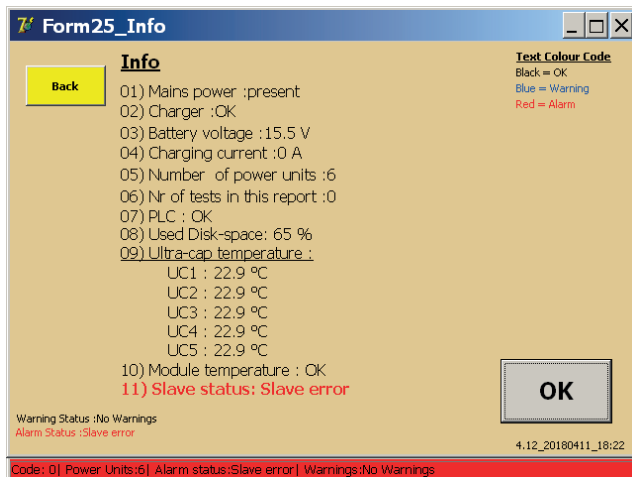 Form25_Info
Back
Info
01) Mains power :present
02) Charger :OK
03) Battery voltage :15.5 V
04) Charging current :0 A
05) Number of power units :6
06) Nr of tests in this report :0
07) PLC : OK
08) Used Disk-space: 65 %
09) Ultra-cap temperature :
UC1 : 22.9 ºC
UC2 : 22.9 ºC
UC3 : 22.9 ºC
UC4 : 22.9 ºC
UC5 : 22.9 ºC
10) Module temperature : OK
11) Slave status: Slave error
Text Colour Code
Black = OK
Blue = Warning
Red = Alarm
OK
Warning Status :No Warnings
Alarm Status :Slave error
4.12_20180411_18:22
Code: 0| Power Units:6| Alarm status:Slave error| Warnings:No Warnings